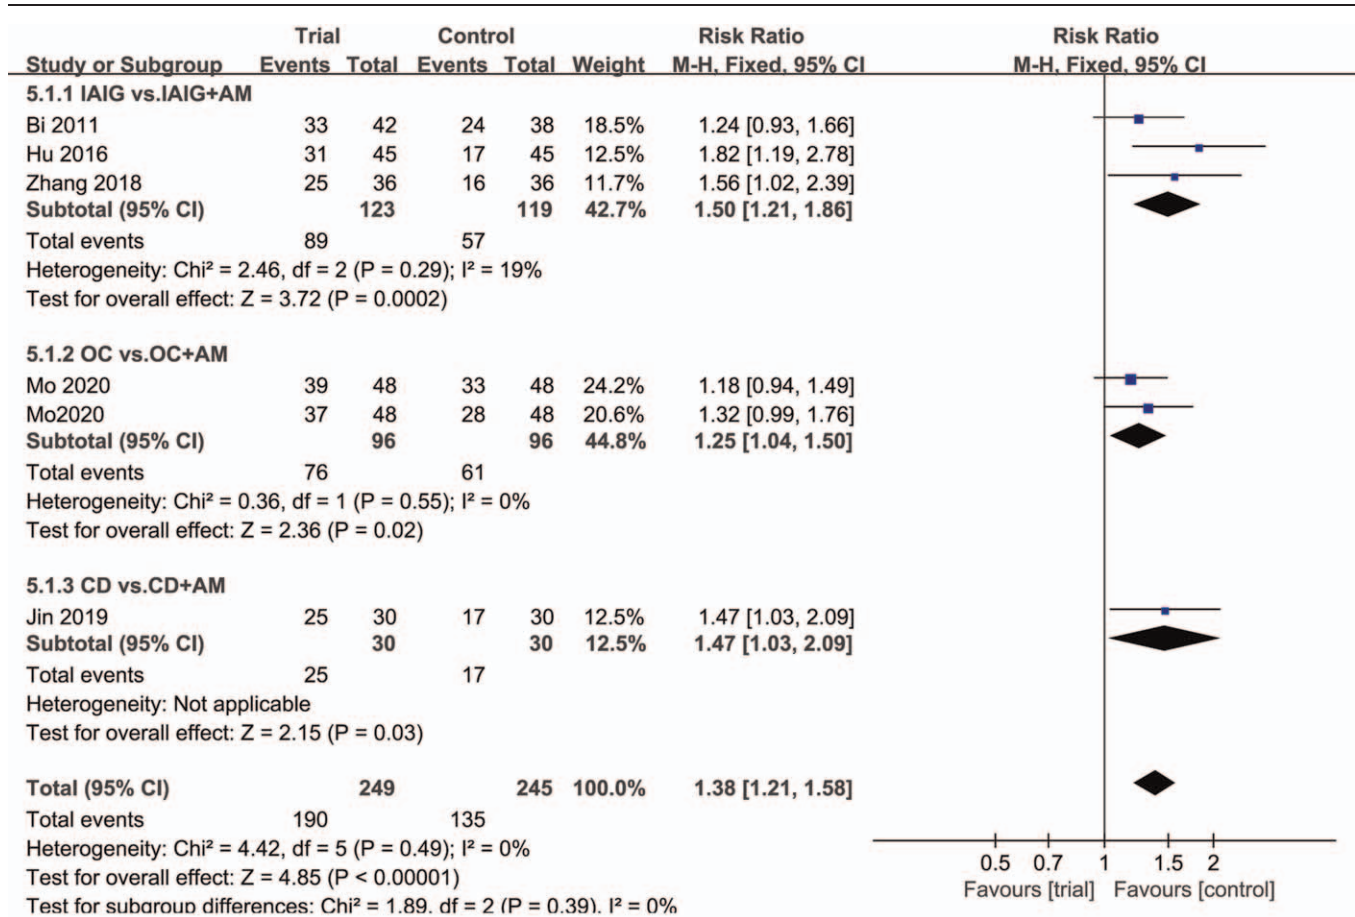 Trial Control Risk Ratio Risk Ratio
Study or Subgroup Events Total Events Total Weight M-H, Fixed, 95% CI M-H, Fixed, 95% CI
5.1.1 IAIG vs.IAIG+AM
Bi 2011 33 42 24 38 18.5% 1.24 [0.93, 1.66]
Hu 2016 31 45 17 45 12.5% 1.82 [1.19, 2.78]
Zhang 2018 25 36 16 36 11.7% 1.56 [1.02, 2.39]
Subtotal (95% CI) 123 119 42.7% 1.50 [1.21, 1.86]
Total events 89 57
Heterogeneity: Chi² = 2.46, df = 2 (P = 0.29); I² = 19%
Test for overall effect: Z = 3.72 (P = 0.0002)
5.1.2 OC vs.OC+AM
Mo 2020 39 48 33 48 24.2% 1.18 [0.94, 1.49]
Mo2020 37 48 28 48 20.6% 1.32 [0.99, 1.76]
Subtotal (95% CI) 96 96 44.8% 1.25 [1.04, 1.50]
Total events 76 61
Heterogeneity: Chi² = 0.36, df = 1 (P = 0.55); I² = 0%
Test for overall effect: Z = 2.36 (P = 0.02)
5.1.3 CD vs.CD+AM
Jin 2019 25 30 17 30 12.5% 1.47 [1.03, 2.09]
Subtotal (95% CI) 30 30 12.5% 1.47 [1.03, 2.09]
Total events 25 17
Heterogeneity: Not applicable
Test for overall effect: Z = 2.15 (P = 0.03)
Total (95% CI) 249 245 100.0% 1.38 [1.21, 1.58]
Total events 190 135
Heterogeneity: Chi² = 4.42, df = 5 (P = 0.49); I² = 0%
Test for overall effect: Z = 4.85 (P < 0.00001)
Test for subgroup differences: Chi² = 1.89, df = 2 (P = 0.39), I² = 0%
0.5 0.7 1 1.5 2
Favours [trial] Favours [control]